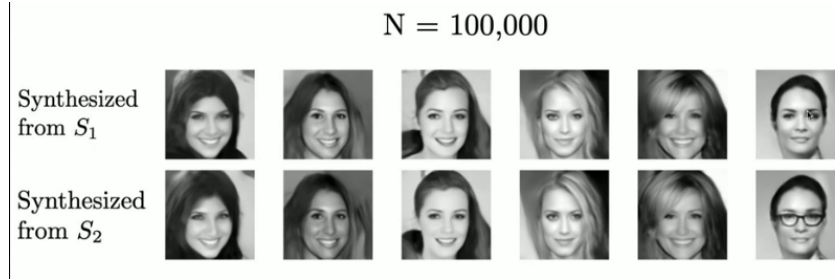 N = 100,000
Synthesized
from S₁
Synthesized
from S₂